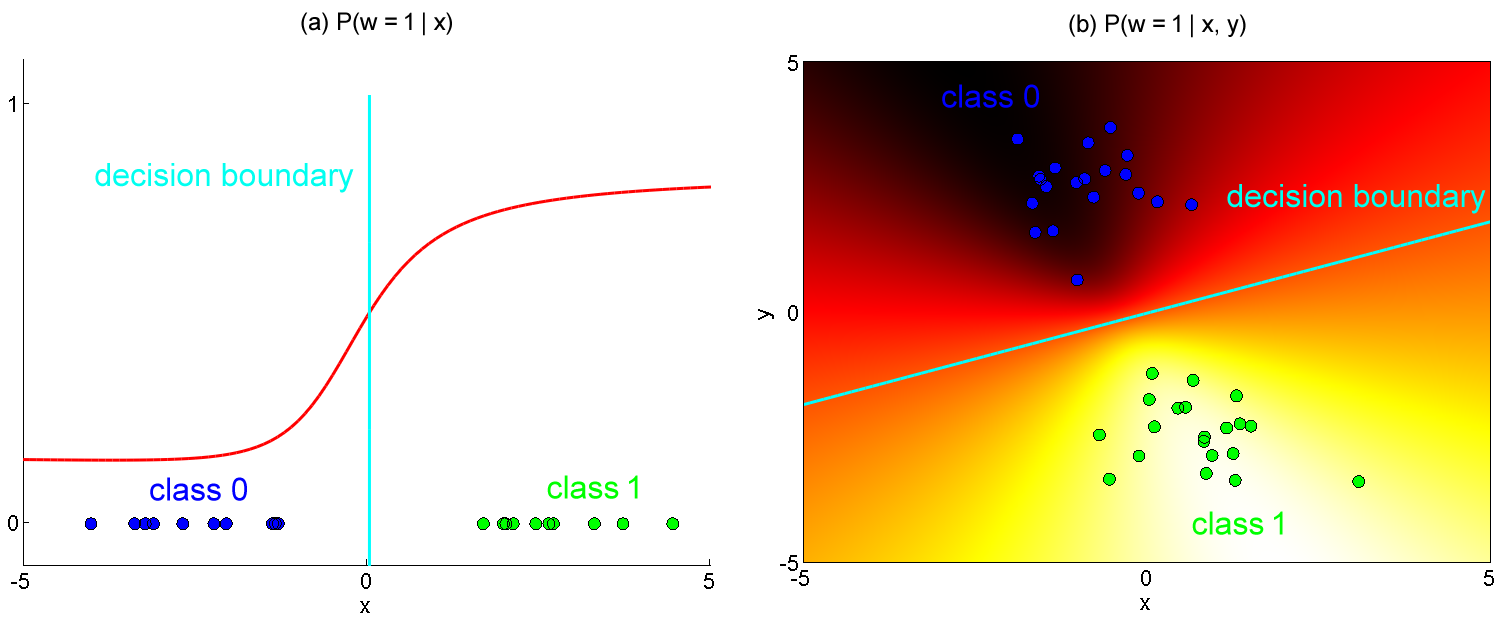 (a) P(w = 1 | x)
1
decision boundary
class 0
class 1
0
-5
0
5
x
(b) P(w = 1 | x, y)
5
class 0
decision boundary
y
0
class 1
-5
-5
0
5
x